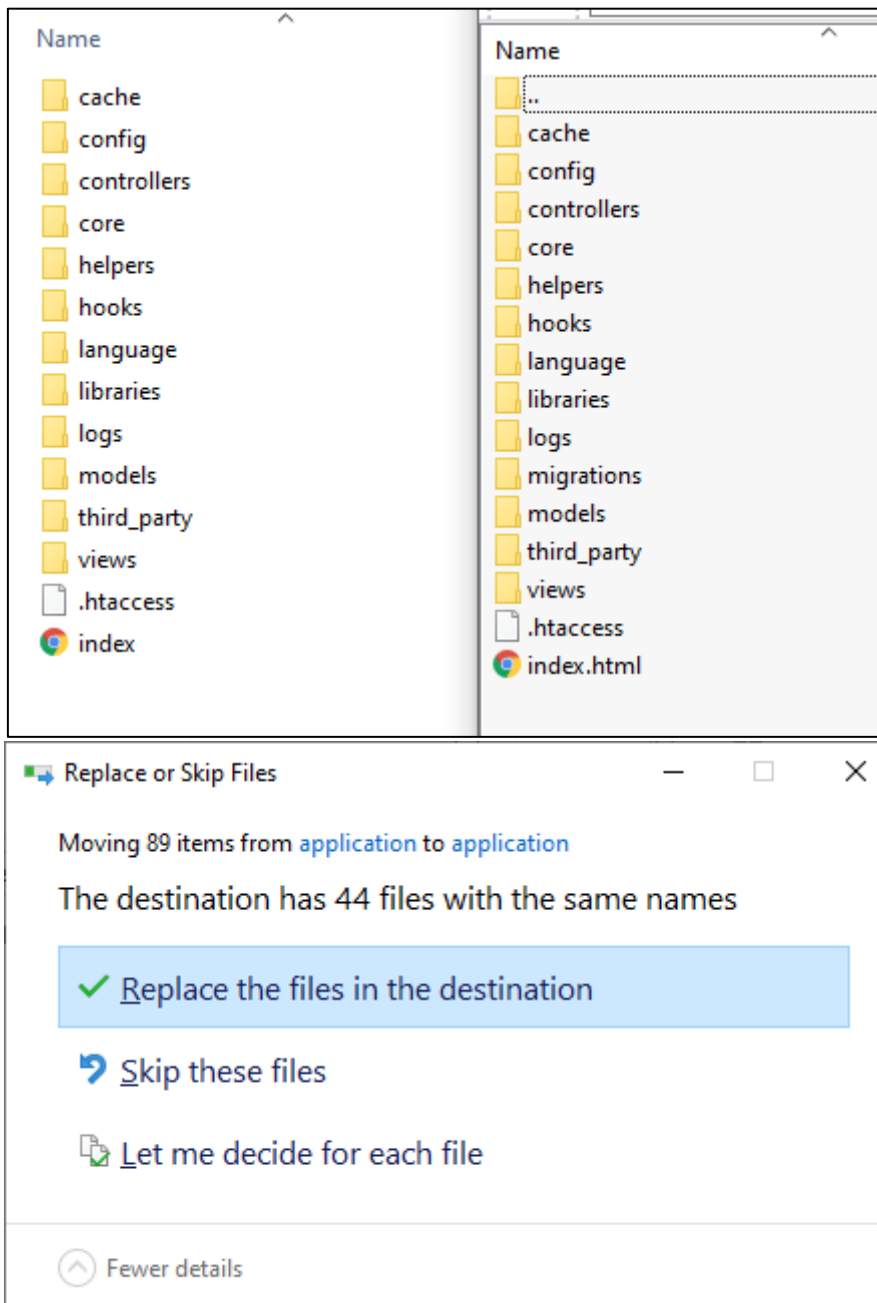 Name
cache
config
controllers
core
helpers
hooks
language
libraries
logs
models
third_party
views
.htaccess
index
Name
..
cache
config
controllers
core
helpers
hooks
language
libraries
logs
migrations
models
third_party
views
.htaccess
index.html
Replace or Skip Files
Moving 89 items from application to application
The destination has 44 files with the same names
Replace the files in the destination
Skip these files
Let me decide for each file
Fewer details